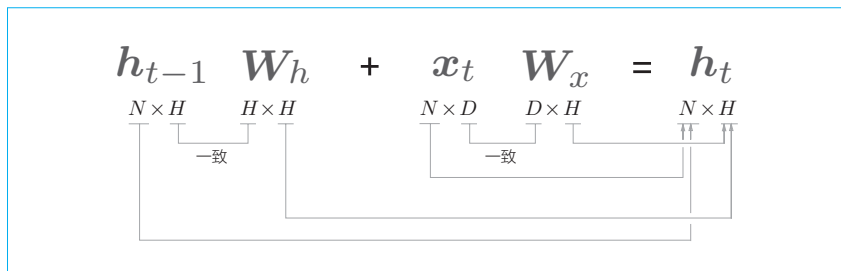 h_{t-1} W_h + x_t W_x = h_t
N × H H × H N × D D × H N × H
一致 一致